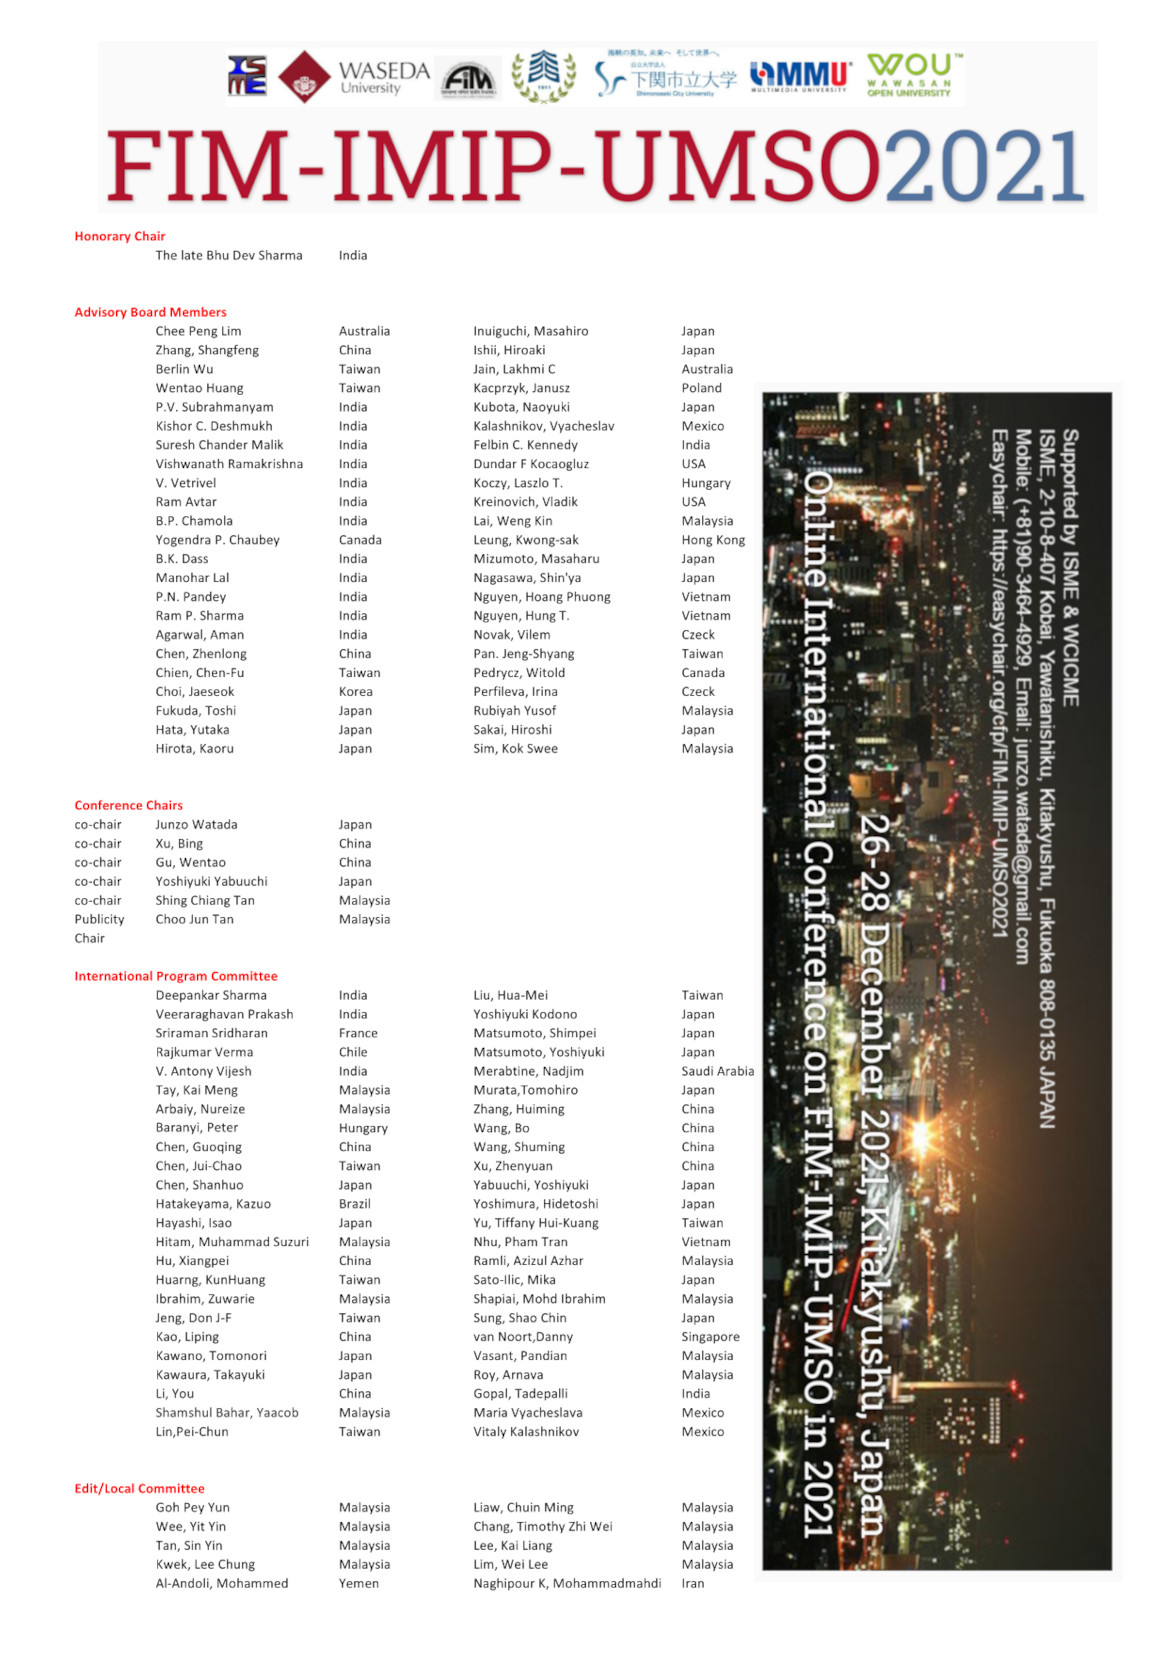 ISME
WASEDA
University
FIM
1911
指輪の長知、未来へ そして世界へ。
公立大学法人
下関市立大学
Shimonoseki City University
MMU
MULTIMEDIA UNIVERSITY
WOU™
WAWASAN
OPEN UNIVERSITY
FIM-IMIP-UMSO2021
Honorary Chair
The late Bhu Dev Sharma India
Advisory Board Members
Chee Peng Lim Australia Inuiguchi, Masahiro Japan
Zhang, Shangfeng China Ishii, Hiroaki Japan
Berlin Wu Taiwan Jain, Lakhmi C Australia
Wentao Huang Taiwan Kacprzyk, Janusz Poland
P.V. Subrahmanyam India Kubota, Naoyuki Japan
Kishor C. Deshmukh India Kalashnikov, Vyacheslav Mexico
Suresh Chander Malik India Felbin C. Kennedy India
Vishwanath Ramakrishna India Dundar F Kocaogluz USA
V. Vetrivel India Koczy, Laszlo T. Hungary
Ram Avtar India Kreinovich, Vladik USA
B.P. Chamola India Lai, Weng Kin Malaysia
Yogendra P. Chaubey Canada Leung, Kwong-sak Hong Kong
B.K. Dass India Mizumoto, Masaharu Japan
Manohar Lal India Nagasawa, Shin'ya Japan
P.N. Pandey India Nguyen, Hoang Phuong Vietnam
Ram P. Sharma India Nguyen, Hung T. Vietnam
Agarwal, Aman India Novak, Vilem Czeck
Chen, Zhenlong China Pan. Jeng-Shyang Taiwan
Chien, Chen-Fu Taiwan Pedrycz, Witold Canada
Choi, Jaeseok Korea Perfileva, Irina Czeck
Fukuda, Toshi Japan Rubiyah Yusof Malaysia
Hata, Yutaka Japan Sakai, Hiroshi Japan
Hirota, Kaoru Japan Sim, Kok Swee Malaysia
Conference Chairs
co-chair Junzo Watada Japan
co-chair Xu, Bing China
co-chair Gu, Wentao China
co-chair Yoshiyuki Yabuuchi Japan
co-chair Shing Chiang Tan Malaysia
Publicity Choo Jun Tan Malaysia
Chair
International Program Committee
Deepankar Sharma India Liu, Hua-Mei Taiwan
Veeraraghavan Prakash India Yoshiyuki Kodono Japan
Sriraman Sridharan France Matsumoto, Shimpei Japan
Rajkumar Verma Chile Matsumoto, Yoshiyuki Japan
V. Antony Vijesh India Merabtine, Nadjim Saudi Arabia
Tay, Kai Meng Malaysia Murata,Tomohiro Japan
Arbaiy, Nureize Malaysia Zhang, Huiming China
Baranyi, Peter Hungary Wang, Bo China
Chen, Guoqing China Wang, Shuming China
Chen, Jui-Chao Taiwan Xu, Zhenyuan China
Chen, Shanhuo Japan Yabuuchi, Yoshiyuki Japan
Hatakeyama, Kazuo Brazil Yoshimura, Hidetoshi Japan
Hayashi, Isao Japan Yu, Tiffany Hui-Kuang Taiwan
Hitam, Muhammad Suzuri Malaysia Nhu, Pham Tran Vietnam
Hu, Xiangpei China Ramli, Azizul Azhar Malaysia
Huarng, KunHuang Taiwan Sato-Ilic, Mika Japan
Ibrahim, Zuwarie Malaysia Shapiai, Mohd Ibrahim Malaysia
Jeng, Don J-F Taiwan Sung, Shao Chin Japan
Kao, Liping China van Noort,Danny Singapore
Kawano, Tomonori Japan Vasant, Pandian Malaysia
Kawaura, Takayuki Japan Roy, Arnava Malaysia
Li, You China Gopal, Tadepalli India
Shamshul Bahar, Yaacob Malaysia Maria Vyacheslava Mexico
Lin,Pei-Chun Taiwan Vitaly Kalashnikov Mexico
Edit/Local Committee
Goh Pey Yun Malaysia Liaw, Chuin Ming Malaysia
Wee, Yit Yin Malaysia Chang, Timothy Zhi Wei Malaysia
Tan, Sin Yin Malaysia Lee, Kai Liang Malaysia
Kwek, Lee Chung Malaysia Lim, Wei Lee Malaysia
Al-Andoli, Mohammed Yemen Naghipour K, Mohammadmahdi Iran
Supported by ISME & WCICME
ISME, 2-10-8-407 Kobai, Yawatanishiku, Kitakyushu, Fukuoka 808-0135 JAPAN
Mobile: (+81)90-3464-4929, Email: junzo.watada@gmail.com
Easychair: https://easychair.org/cfp/FIM-IMIP-UMSO2021
26-28 December 2021, Kitakyushu, Japan
Online International Conference on FIM-IMIP-UMSO in 2021